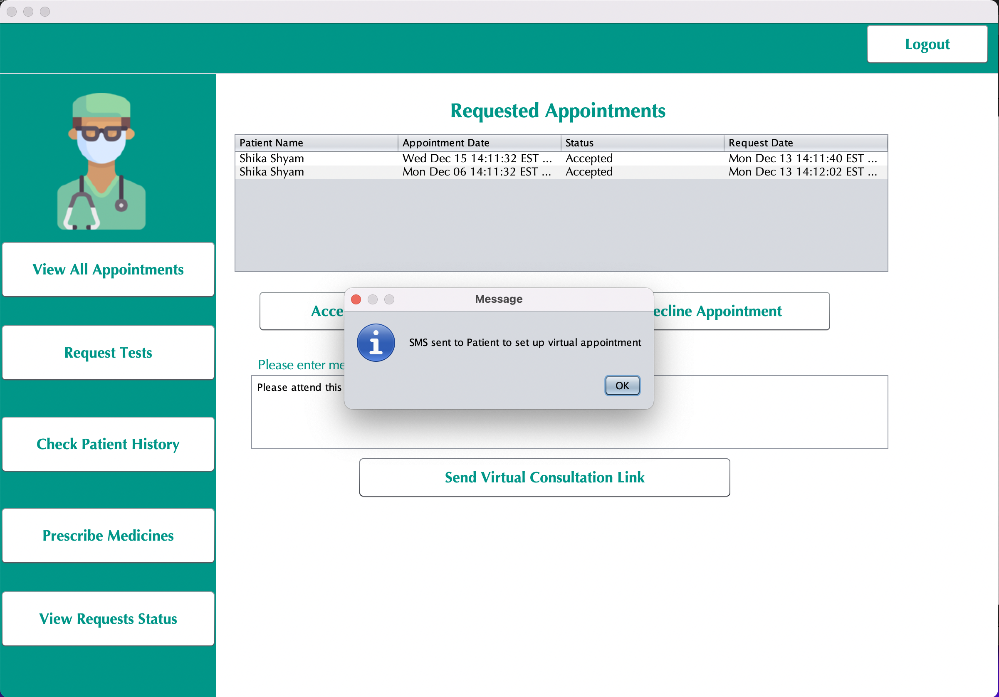 Logout
Requested Appointments
Patient Name Appointment Date Status Request Date
Shika Shyam Wed Dec 15 14:11:32 EST ... Accepted Mon Dec 13 14:11:40 EST ...
Shika Shyam Mon Dec 06 14:11:32 EST ... Accepted Mon Dec 13 14:12:02 EST ...
View All Appointments
Request Tests
Check Patient History
Prescribe Medicines
View Requests Status
Appointment
Message
SMS sent to Patient to set up virtual appointment
OK
Please enter
Please attend this
Send Virtual Consultation Link